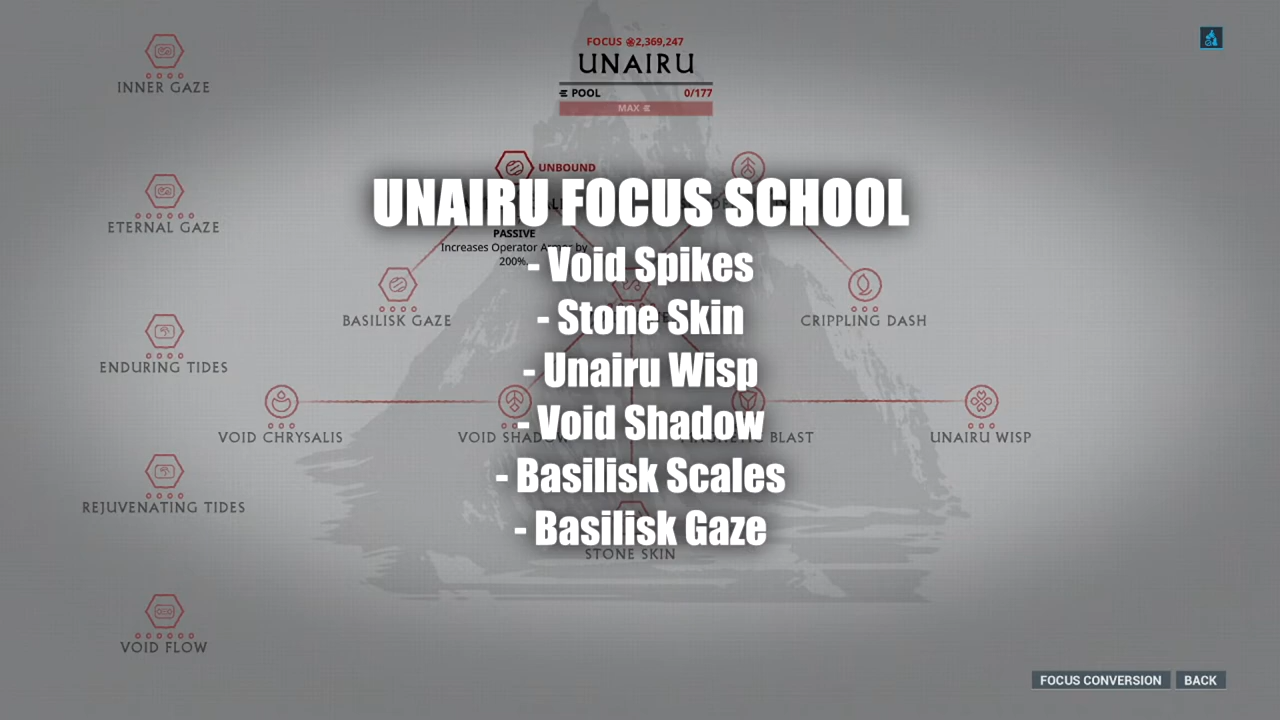 FOCUS 2,369,247
UNAIRU
POOL 0/177
MAX
INNER GAZE
UNBOUND
UNAIRU FOCUS SCHOOL
ETERNAL GAZE
PASSIVE
Increases Operator Armor by
200%.
- Void Spikes
- Stone Skin
- Unairu Wisp
- Void Shadow
- Basilisk Scales
- Basilisk Gaze
BASILISK GAZE
CRIPPLING DASH
ENDURING TIDES
VOID CHRYSALIS
VOID SHADOW
MAGNETIC BLAST
UNAIRU WISP
REJUVENATING TIDES
STONE SKIN
VOID FLOW
FOCUS CONVERSION
BACK